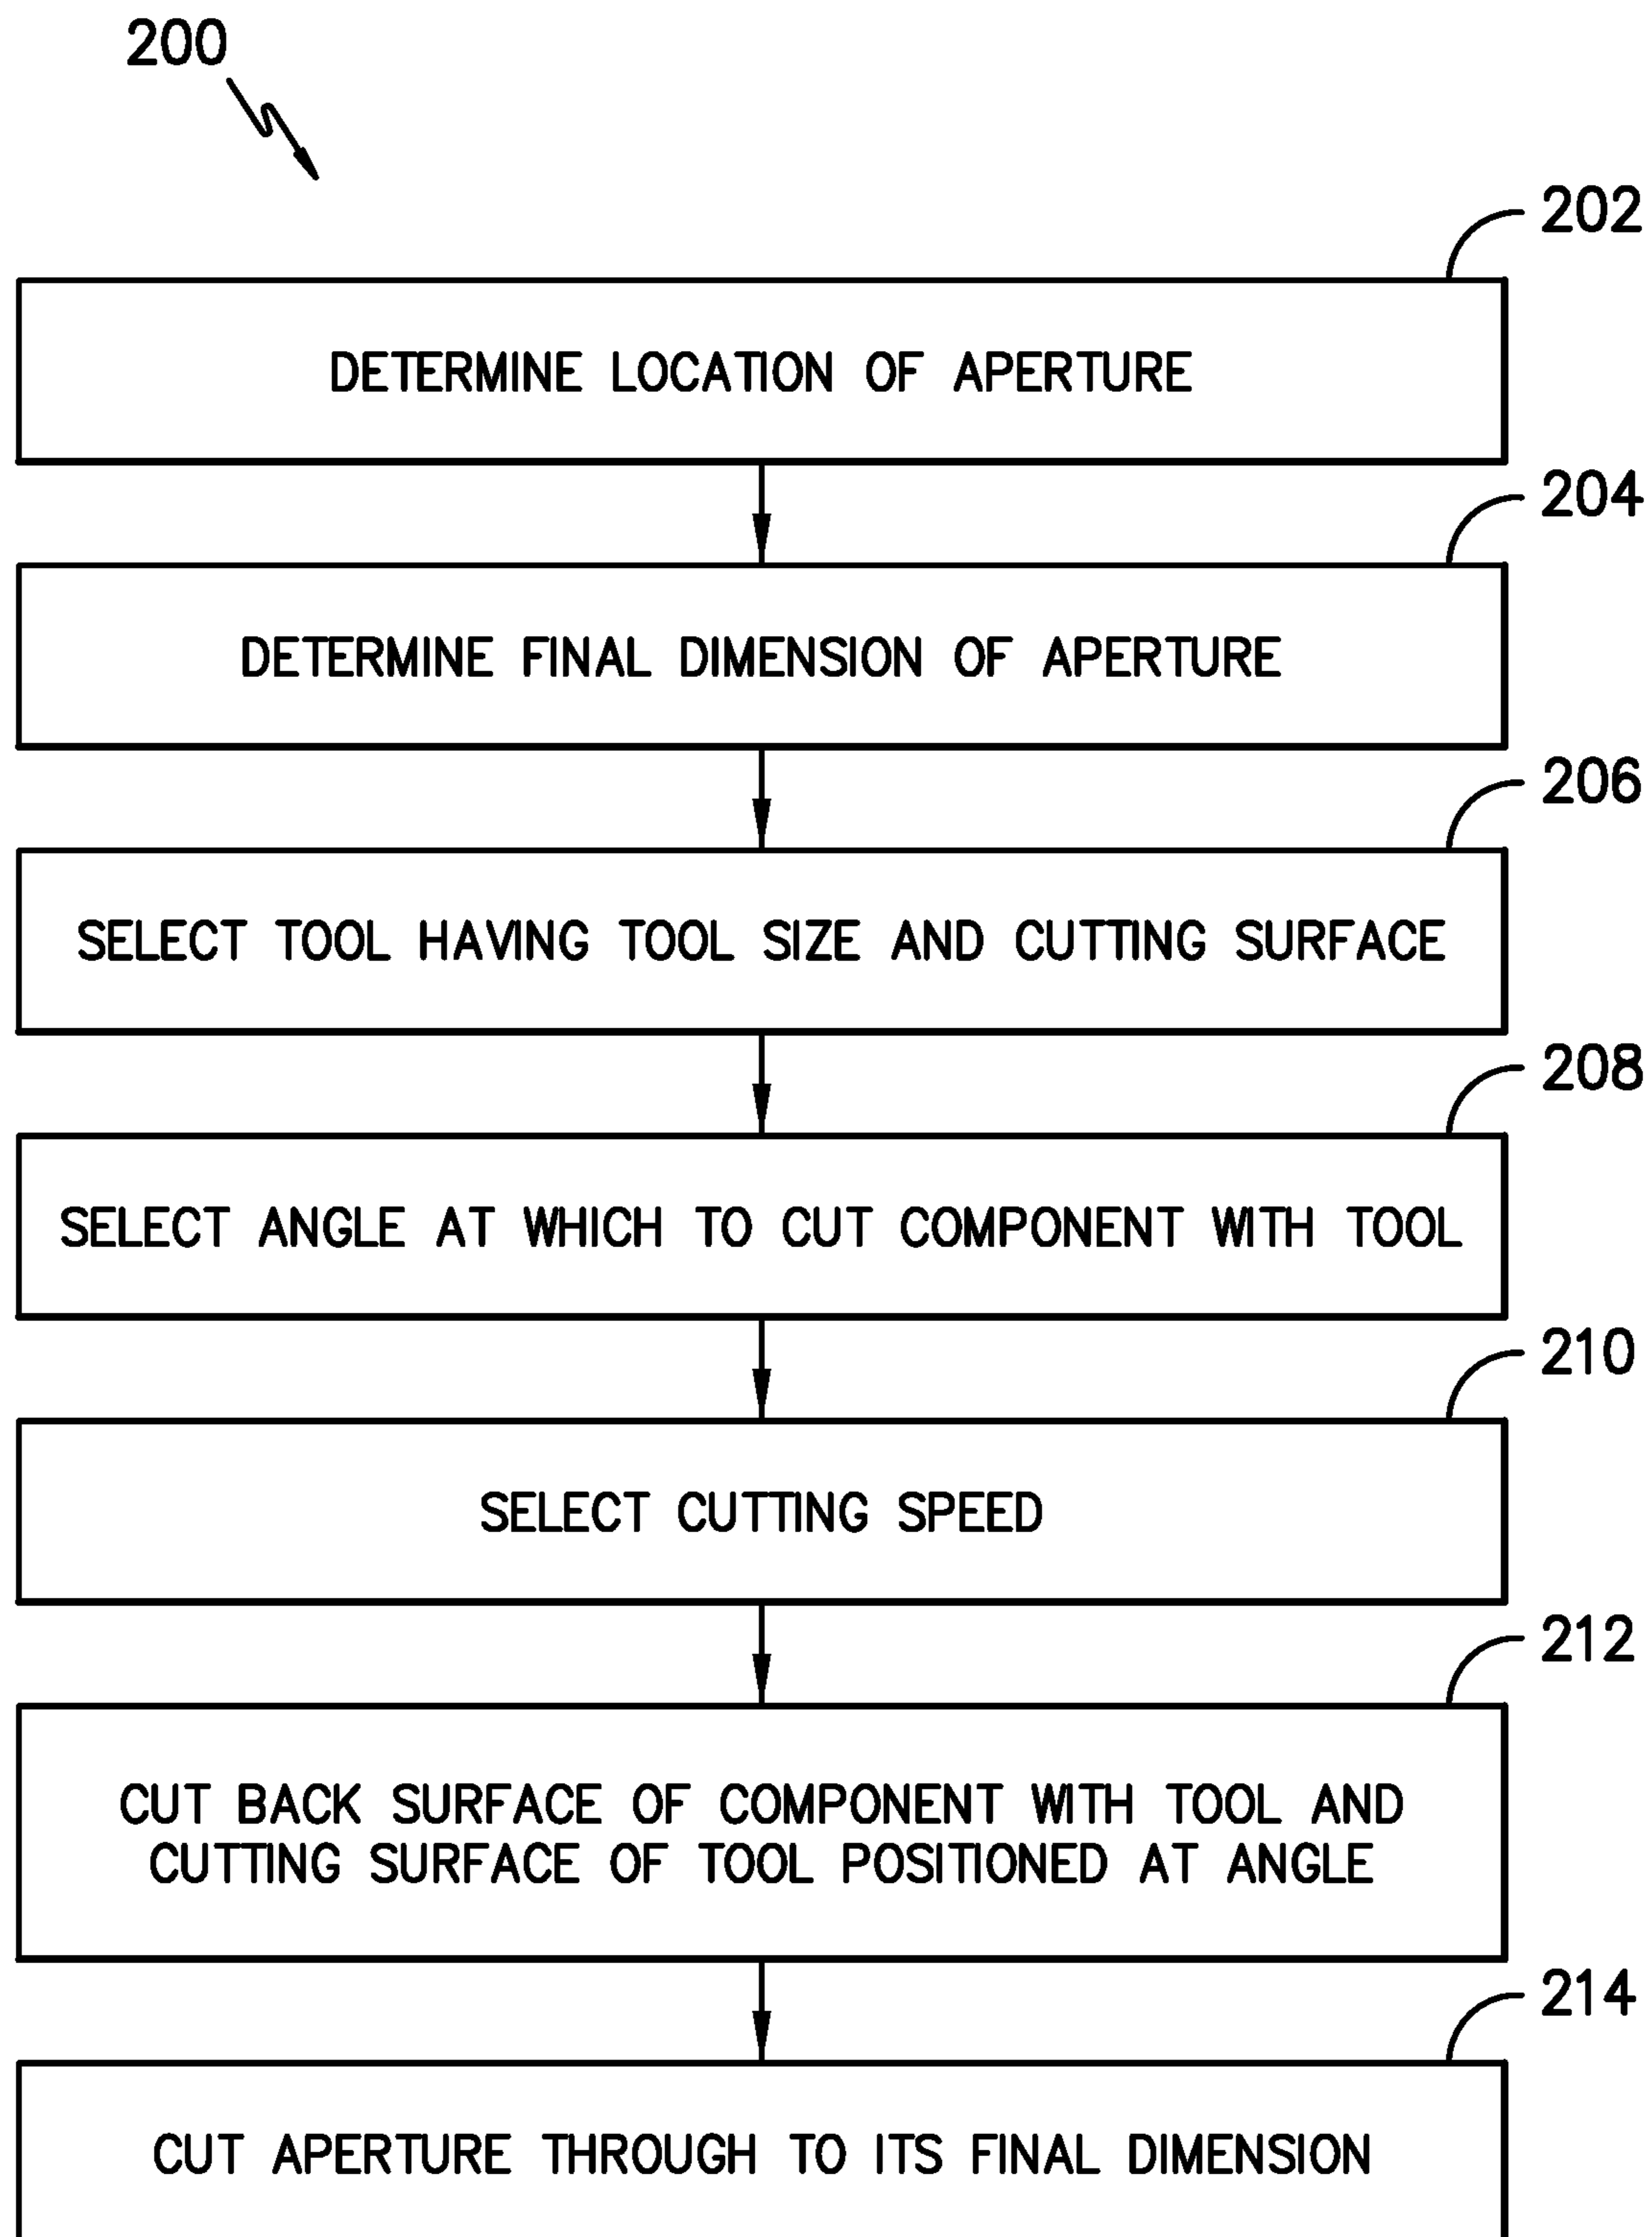 200
202
DETERMINE LOCATION OF APERTURE
204
DETERMINE FINAL DIMENSION OF APERTURE
206
SELECT TOOL HAVING TOOL SIZE AND CUTTING SURFACE
208
SELECT ANGLE AT WHICH TO CUT COMPONENT WITH TOOL
210
SELECT CUTTING SPEED
212
CUT BACK SURFACE OF COMPONENT WITH TOOL AND
CUTTING SURFACE OF TOOL POSITIONED AT ANGLE
214
CUT APERTURE THROUGH TO ITS FINAL DIMENSION